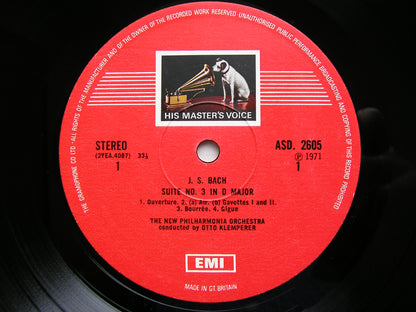 THE GRAMOPHONE CO LTD · ALL RIGHTS OF THE MANUFACTURER AND OF THE OWNER OF THE RECORDED WORK RESERVED UNAUTHORISED PUBLIC PERFORMANCE BROADCASTING AND COPYING OF THIS RECORD PROHIBITED
HIS MASTER'S VOICE
STEREO
(2YEA.4087) 33⅓
1
ASD. 2605
Ⓟ 1971
1
J. S. BACH
SUITE NO. 3 IN D MAJOR
1. Ouverture. 2. (a) Air. (b) Gavottes I and II.
3. Bourrée. 4. Gigue
THE NEW PHILHARMONIA ORCHESTRA
conducted by OTTO KLEMPERER
EMI
MADE IN GT. BRITAIN